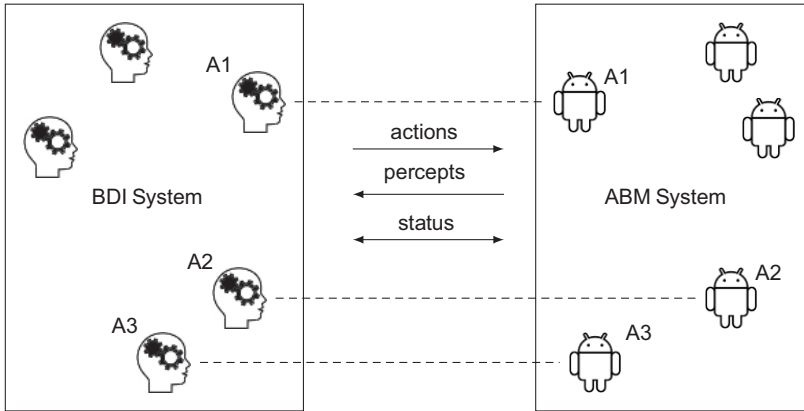 A1
A1
actions
percepts
BDI System
ABM System
status
A2
A2
A3
A3